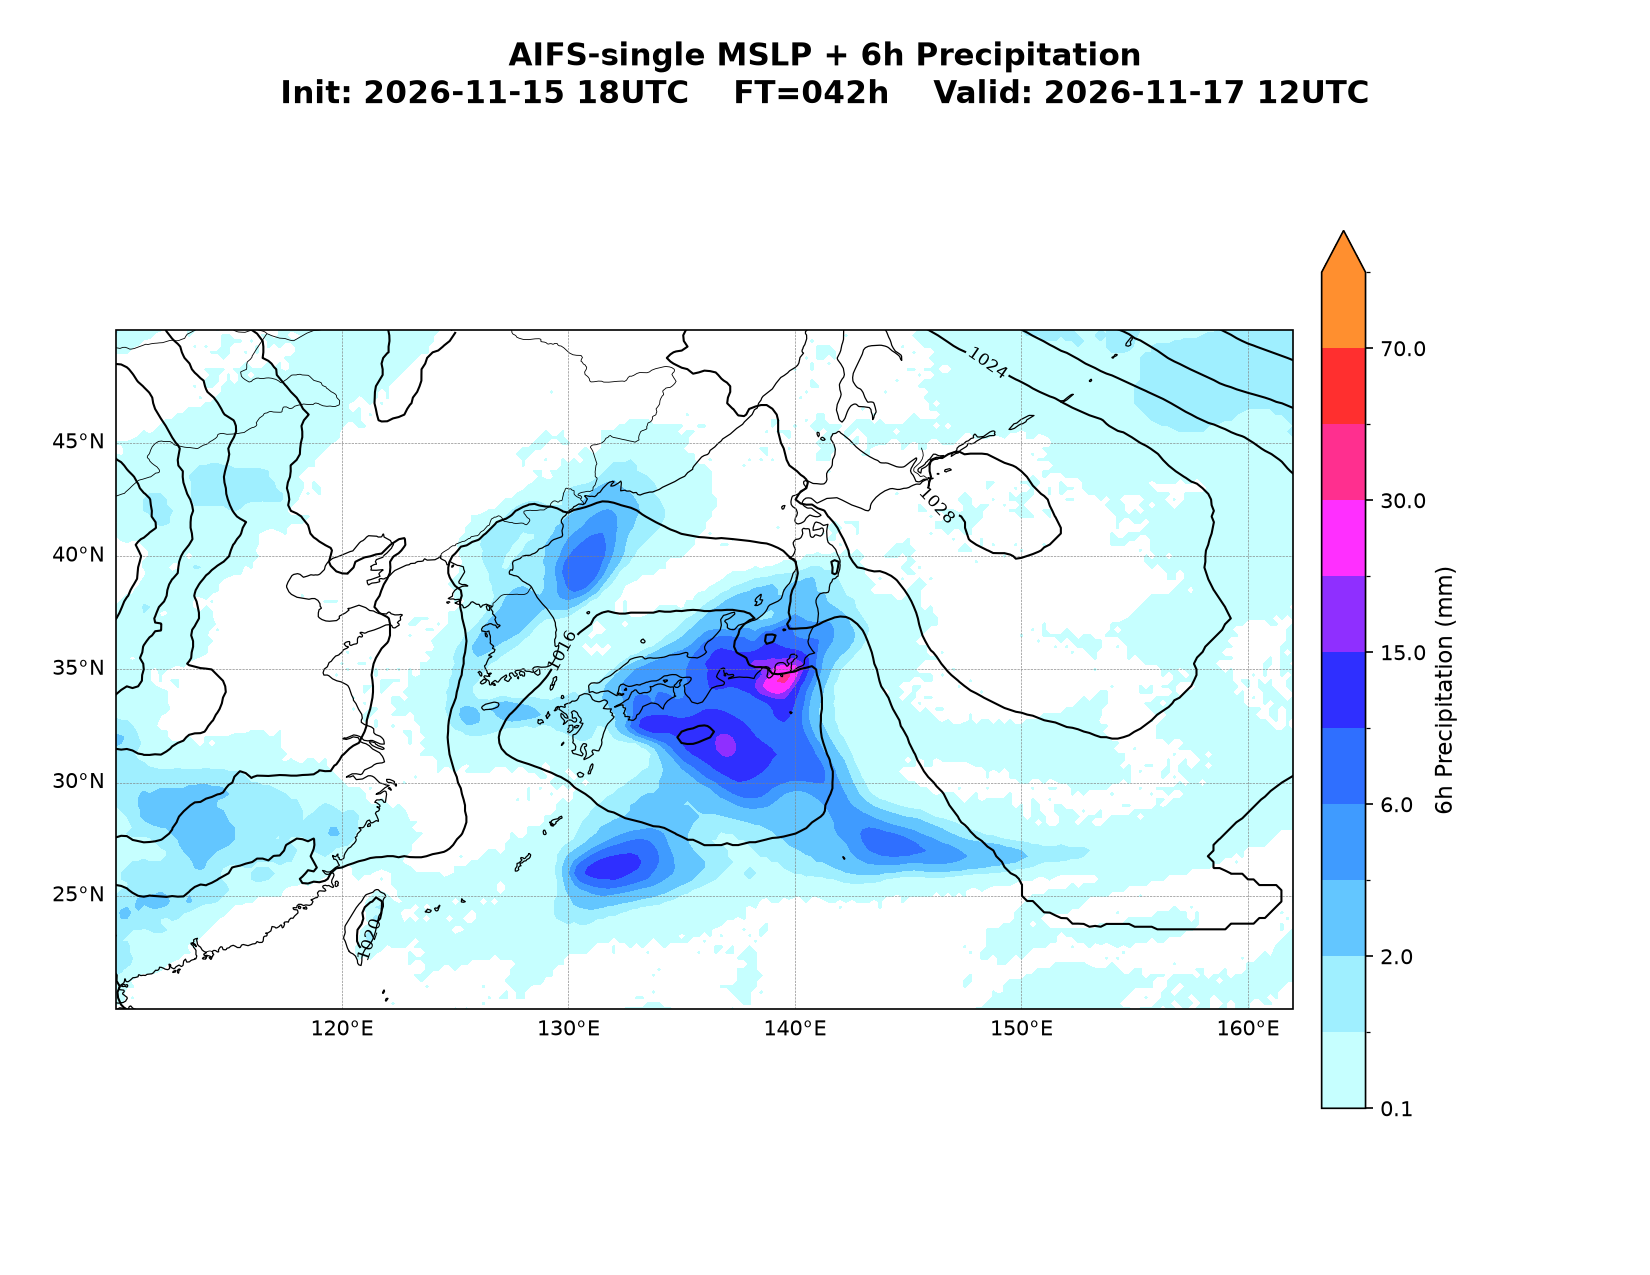 AIFS-single MSLP + 6h Precipitation
Init: 2026-11-15 18UTC    FT=042h    Valid: 2026-11-17 12UTC
1024
1028
1016
1020
45°N
40°N
35°N
30°N
25°N
120°E
130°E
140°E
150°E
160°E
70.0
30.0
15.0
6.0
2.0
0.1
6h Precipitation (mm)